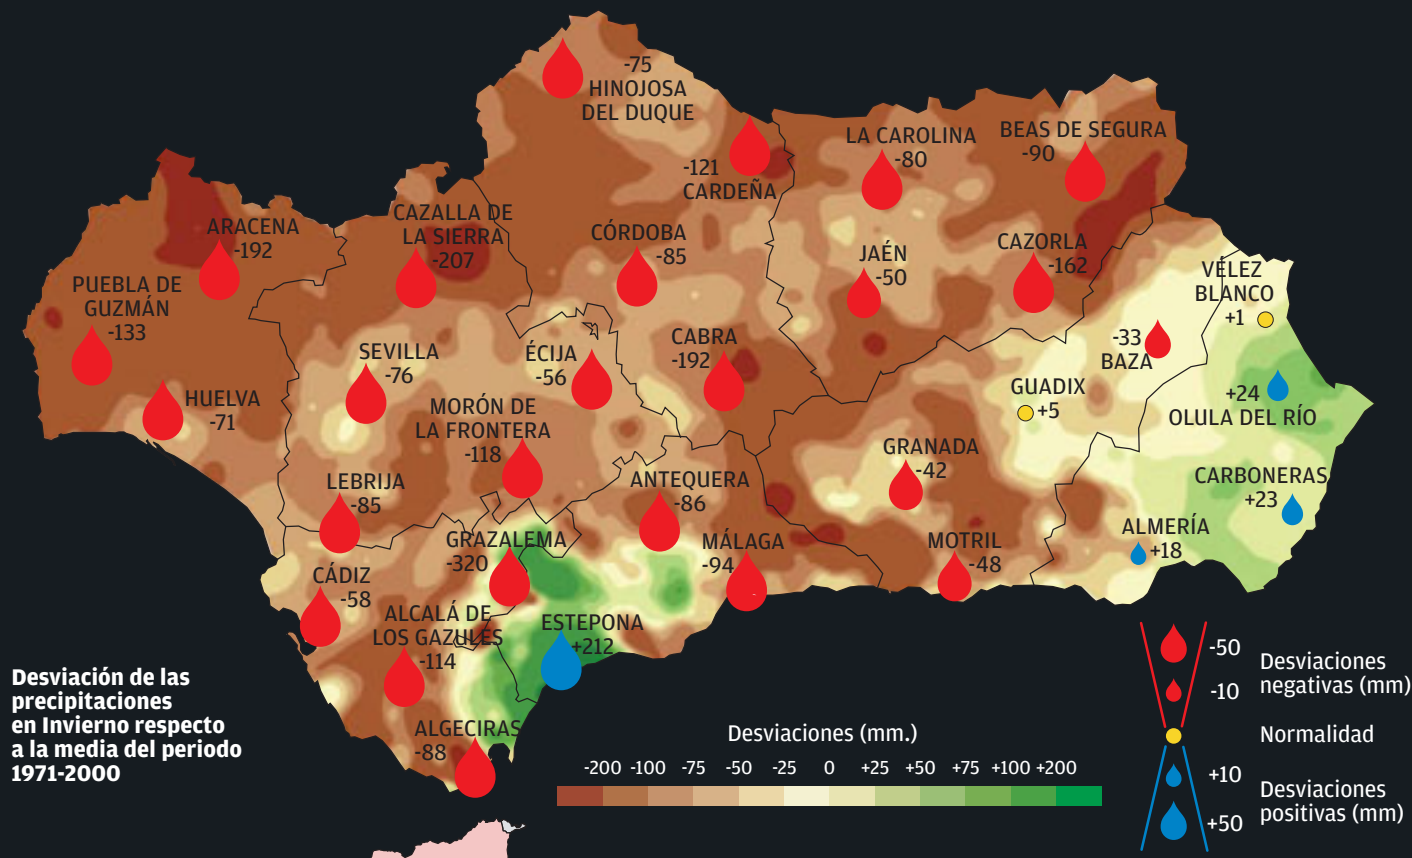 -75
HINOJOSA
DEL DUQUE
-121
CARDEÑA
LA CAROLINA
-80
BEAS DE SEGURA
-90
ARACENA
-192
CAZALLA DE
LA SIERRA
-207
CÓRDOBA
-85
JAÉN
-50
CAZORLA
-162
VÉLEZ
BLANCO
+1
PUEBLA DE
GUZMÁN
-133
SEVILLA
-76
ÉCIJA
-56
CABRA
-192
-33
BAZA
HUELVA
-71
MORÓN DE
LA FRONTERA
-118
GUADIX
+5
+24
OLULA DEL RÍO
LEBRIJA
-85
ANTEQUERA
-86
GRANADA
-42
CARBONERAS
+23
GRAZALEMA
-320
MÁLAGA
-94
MOTRIL
-48
ALMERÍA
+18
CÁDIZ
-58
ALCALÁ DE
LOS GAZULES
-114
ESTEPONA
+212
ALGECIRAS
-88
Desviación de las
precipitaciones
en Invierno respecto
a la media del periodo
1971-2000
Desviaciones (mm.)
-200 -100 -75 -50 -25 0 +25 +50 +75 +100 +200
-50
-10
Desviaciones
negativas (mm)
Normalidad
+10
+50
Desviaciones
positivas (mm)